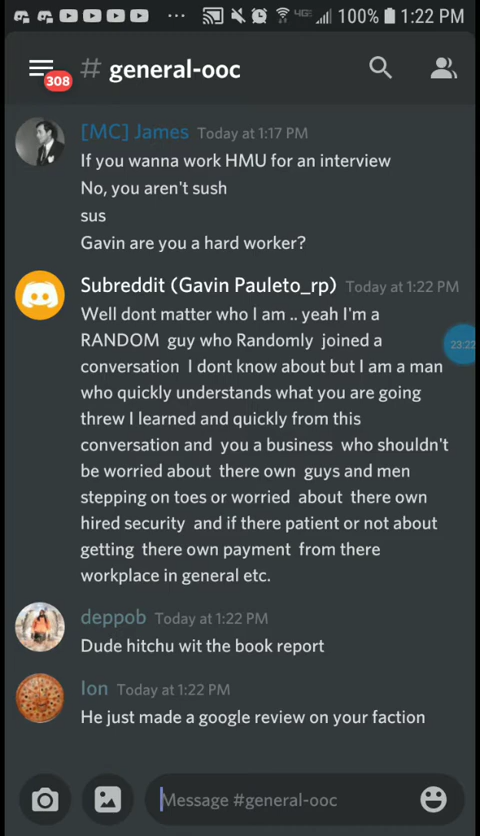 4G
100%
1:22 PM
308
# general-ooc
[MC] James Today at 1:17 PM
If you wanna work HMU for an interview
No, you aren't sush
sus
Gavin are you a hard worker?
Subreddit (Gavin Pauleto_rp) Today at 1:22 PM
Well dont matter who I am .. yeah I'm a
RANDOM guy who Randomly joined a
conversation I dont know about but I am a man
23:22
who quickly understands what you are going
threw I learned and quickly from this
conversation and you a business who shouldn't
be worried about there own guys and men
stepping on toes or worried about there own
hired security and if there patient or not about
getting there own payment from there
workplace in general etc.
deppob Today at 1:22 PM
Dude hitchu wit the book report
Ion Today at 1:22 PM
He just made a google review on your faction
Message #general-ooc